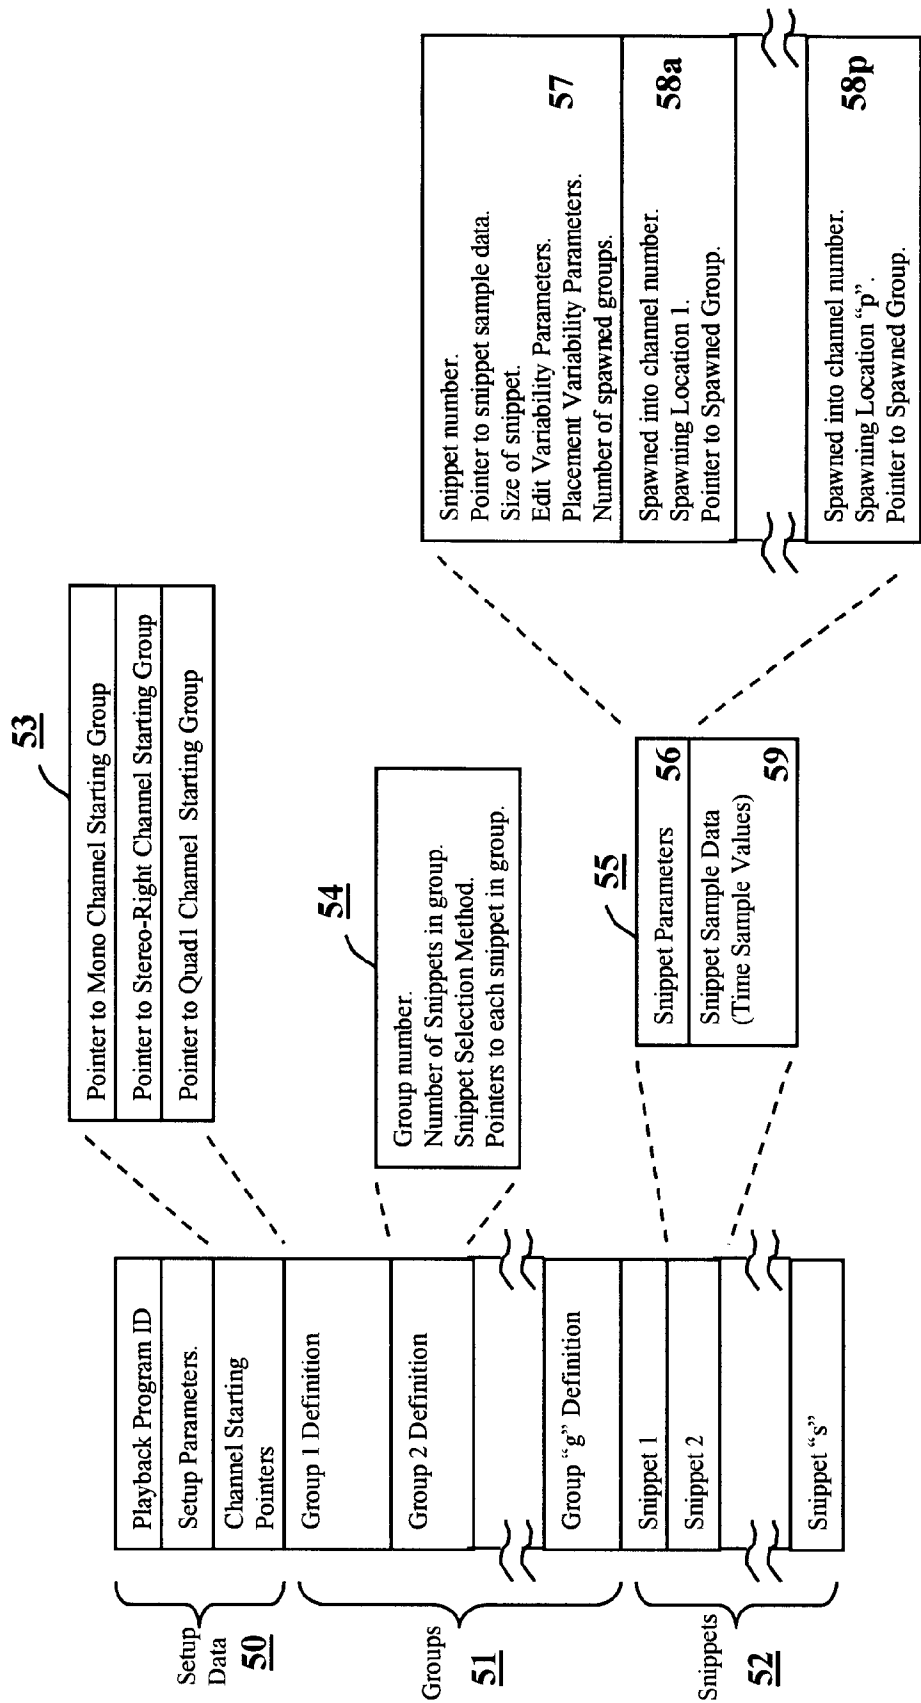 Setup
Data
50
Groups
51
Snippets
52
Playback Program ID
Setup Parameters.
Channel Starting
Pointers
Group 1 Definition
Group 2 Definition
Group “g” Definition
Snippet 1
Snippet 2
Snippet “s”
53
Pointer to Mono Channel Starting Group
Pointer to Stereo-Right Channel Starting Group
Pointer to Quad1 Channel Starting Group
54
Group number.
Number of Snippets in group.
Snippet Selection Method.
Pointers to each snippet in group.
55
Snippet Parameters 56
Snippet Sample Data
(Time Sample Values) 59
Snippet number.
Pointer to snippet sample data.
Size of snippet.
Edit Variability Parameters. 57
Placement Variability Parameters.
Number of spawned groups.
Spawned into channel number. 58a
Spawning Location 1.
Pointer to Spawned Group.
Spawned into channel number. 58p
Spawning Location “p”.
Pointer to Spawned Group.